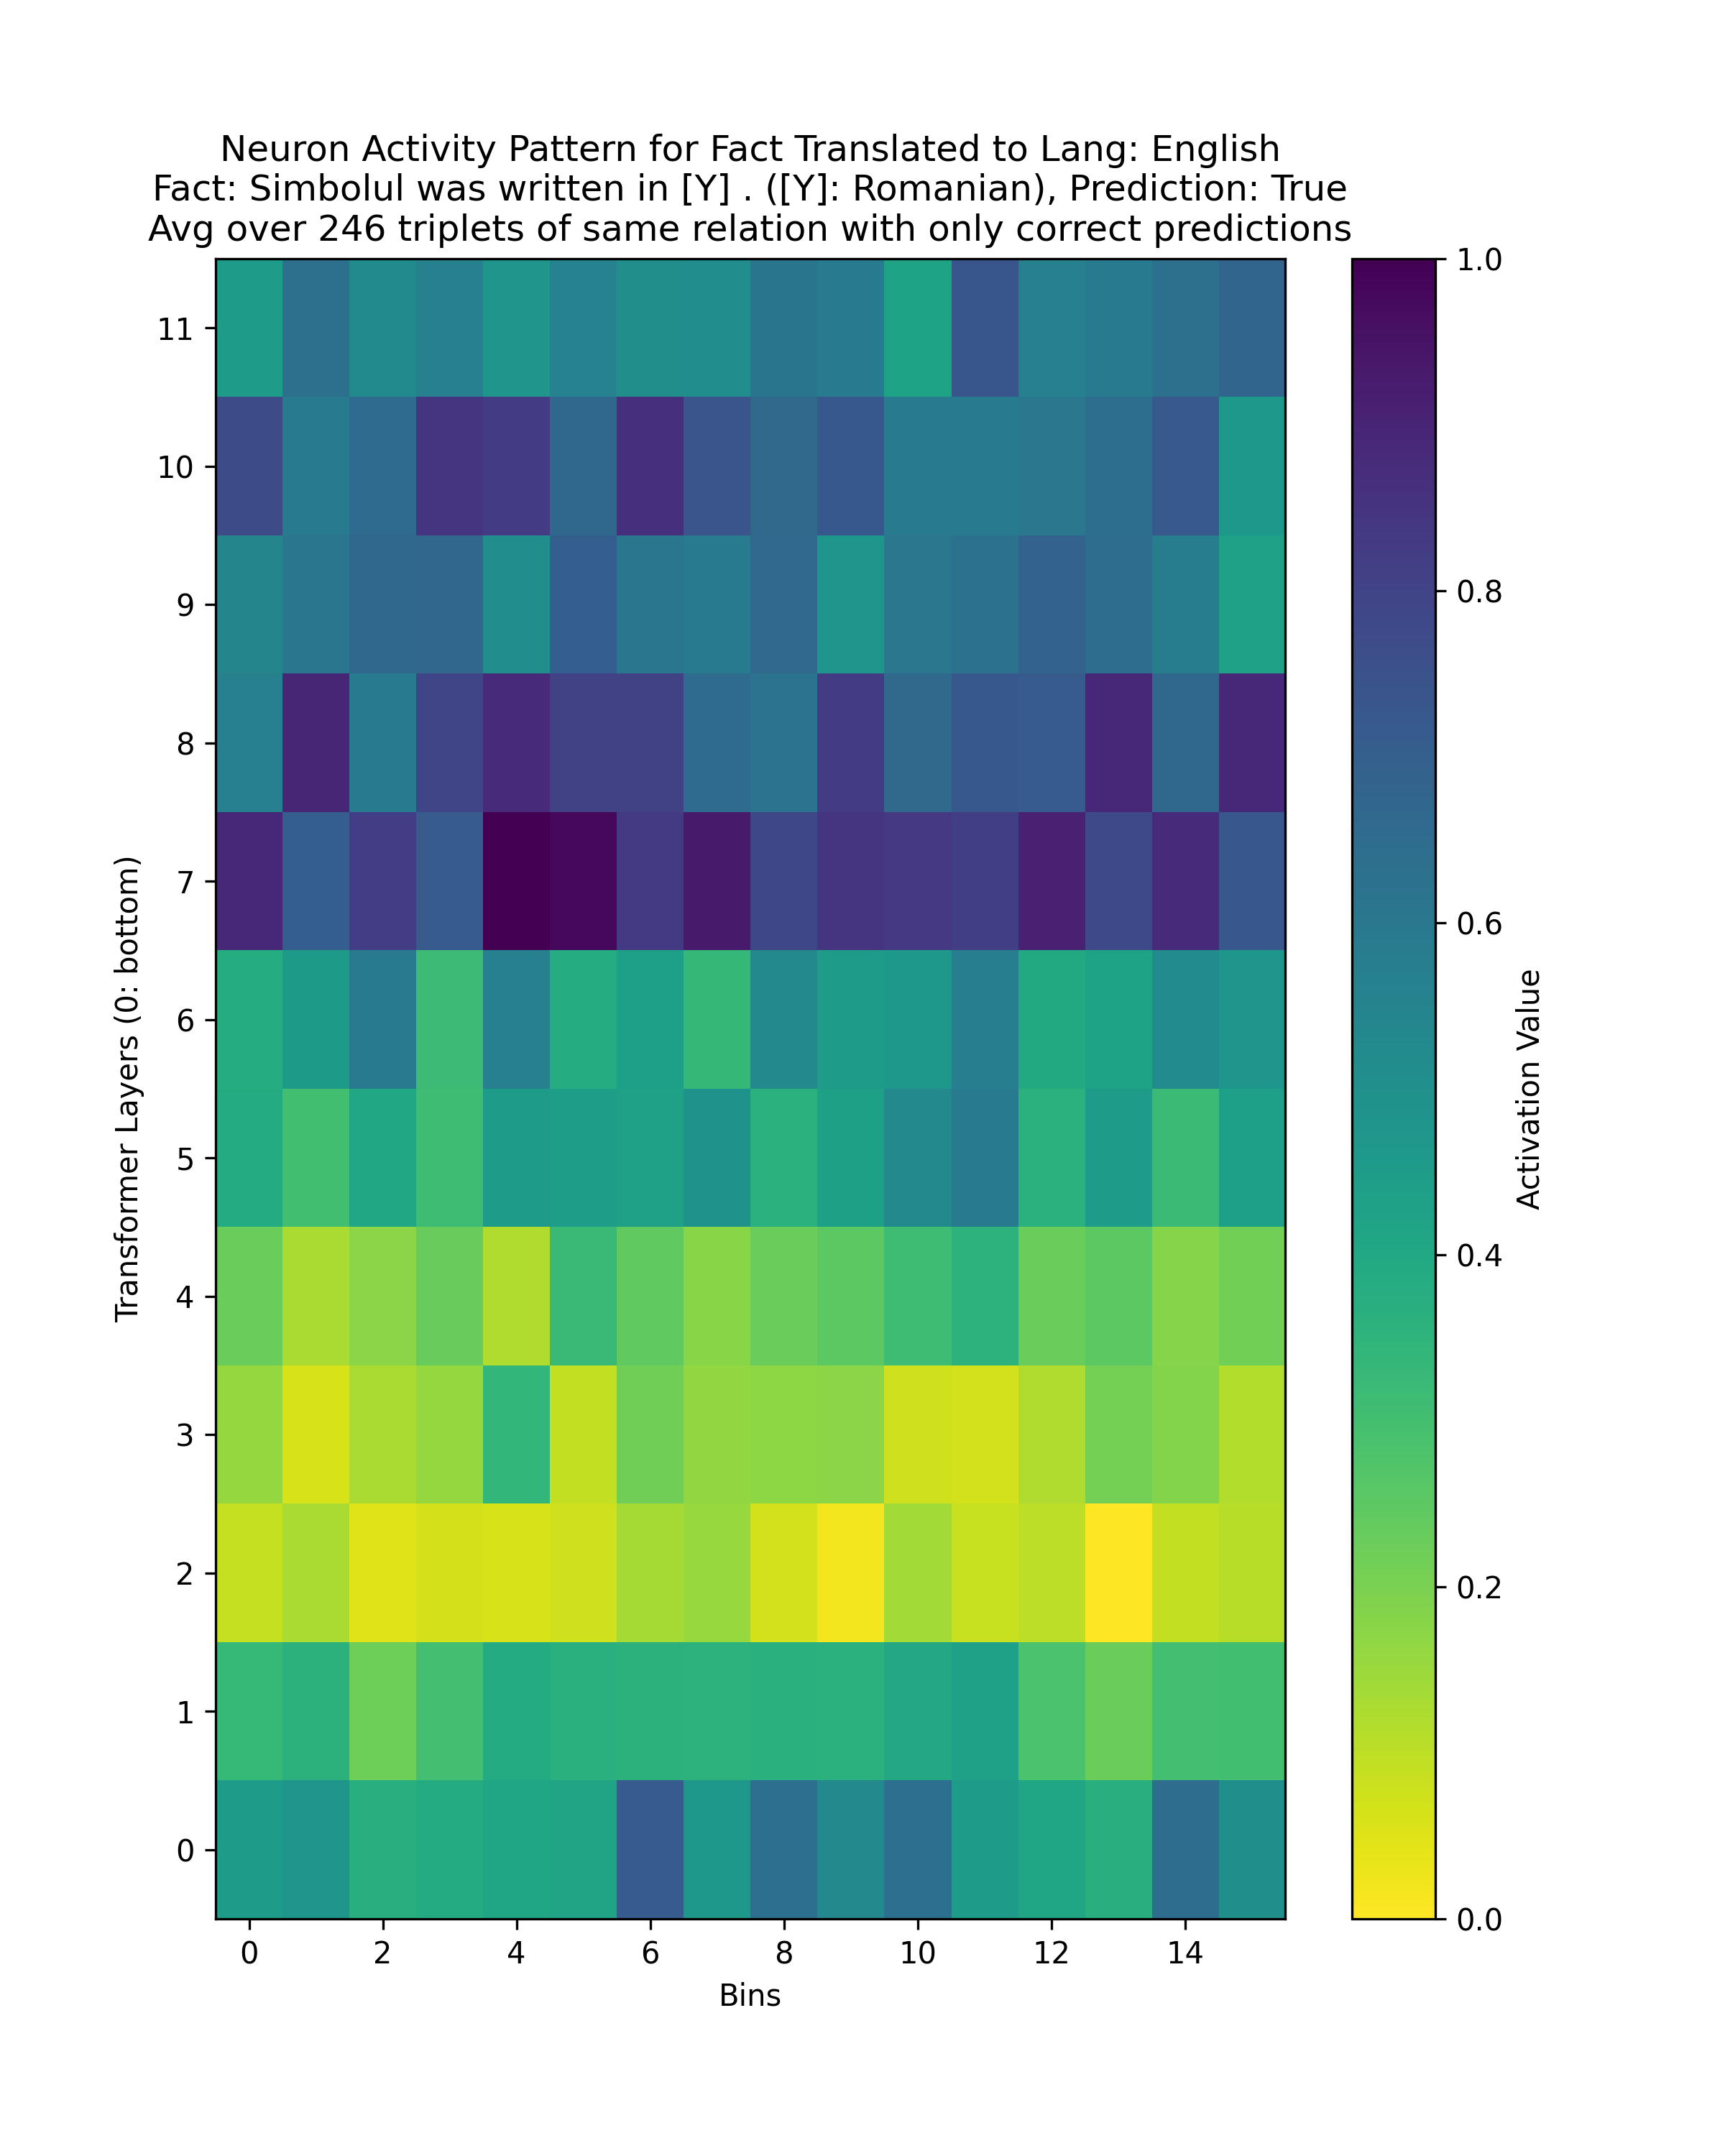 Neuron Activity Pattern for Fact Translated to Lang: English
Fact: Simbolul was written in [Y] . ([Y]: Romanian), Prediction: True
Avg over 246 triplets of same relation with only correct predictions
Transformer Layers (0: bottom)
11
10
9
8
7
6
5
4
3
2
1
0
0 2 4 6 8 10 12 14
Bins
1.0
0.8
0.6
0.4
0.2
0.0
Activation Value